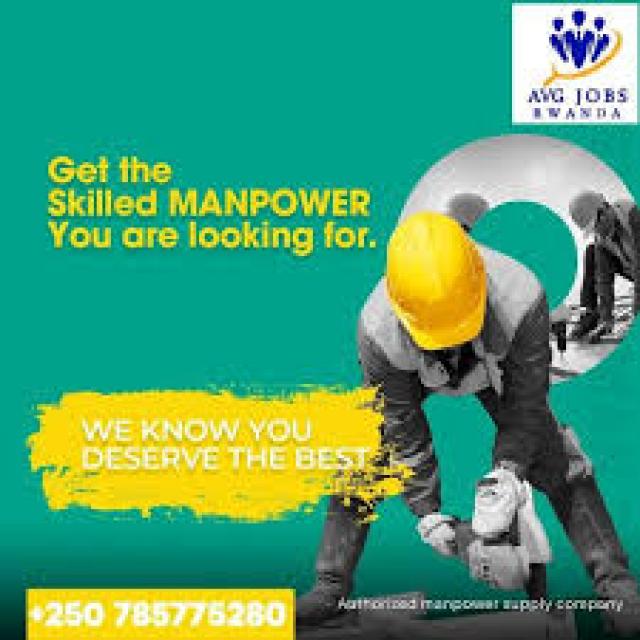 AVG JOBS
RWANDA
Get the
Skilled MANPOWER
You are looking for.
WE KNOW YOU
DESERVE THE BEST
+250 785775280
Authorized manpower supply company